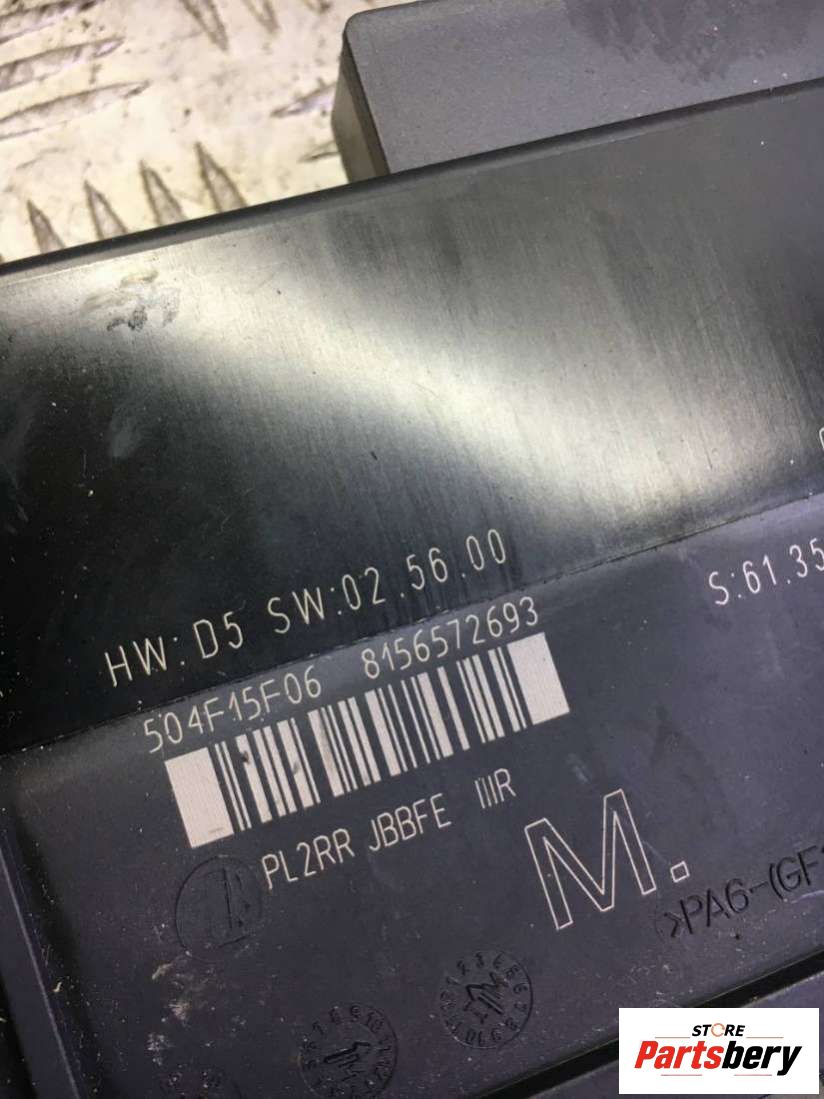 HW: D5 SW:02.56.00
S:61.35
504F15F06 8156572693
PL2RR JBBFE IIIR
M.
>PA6-(GF
STORE
Partsbery